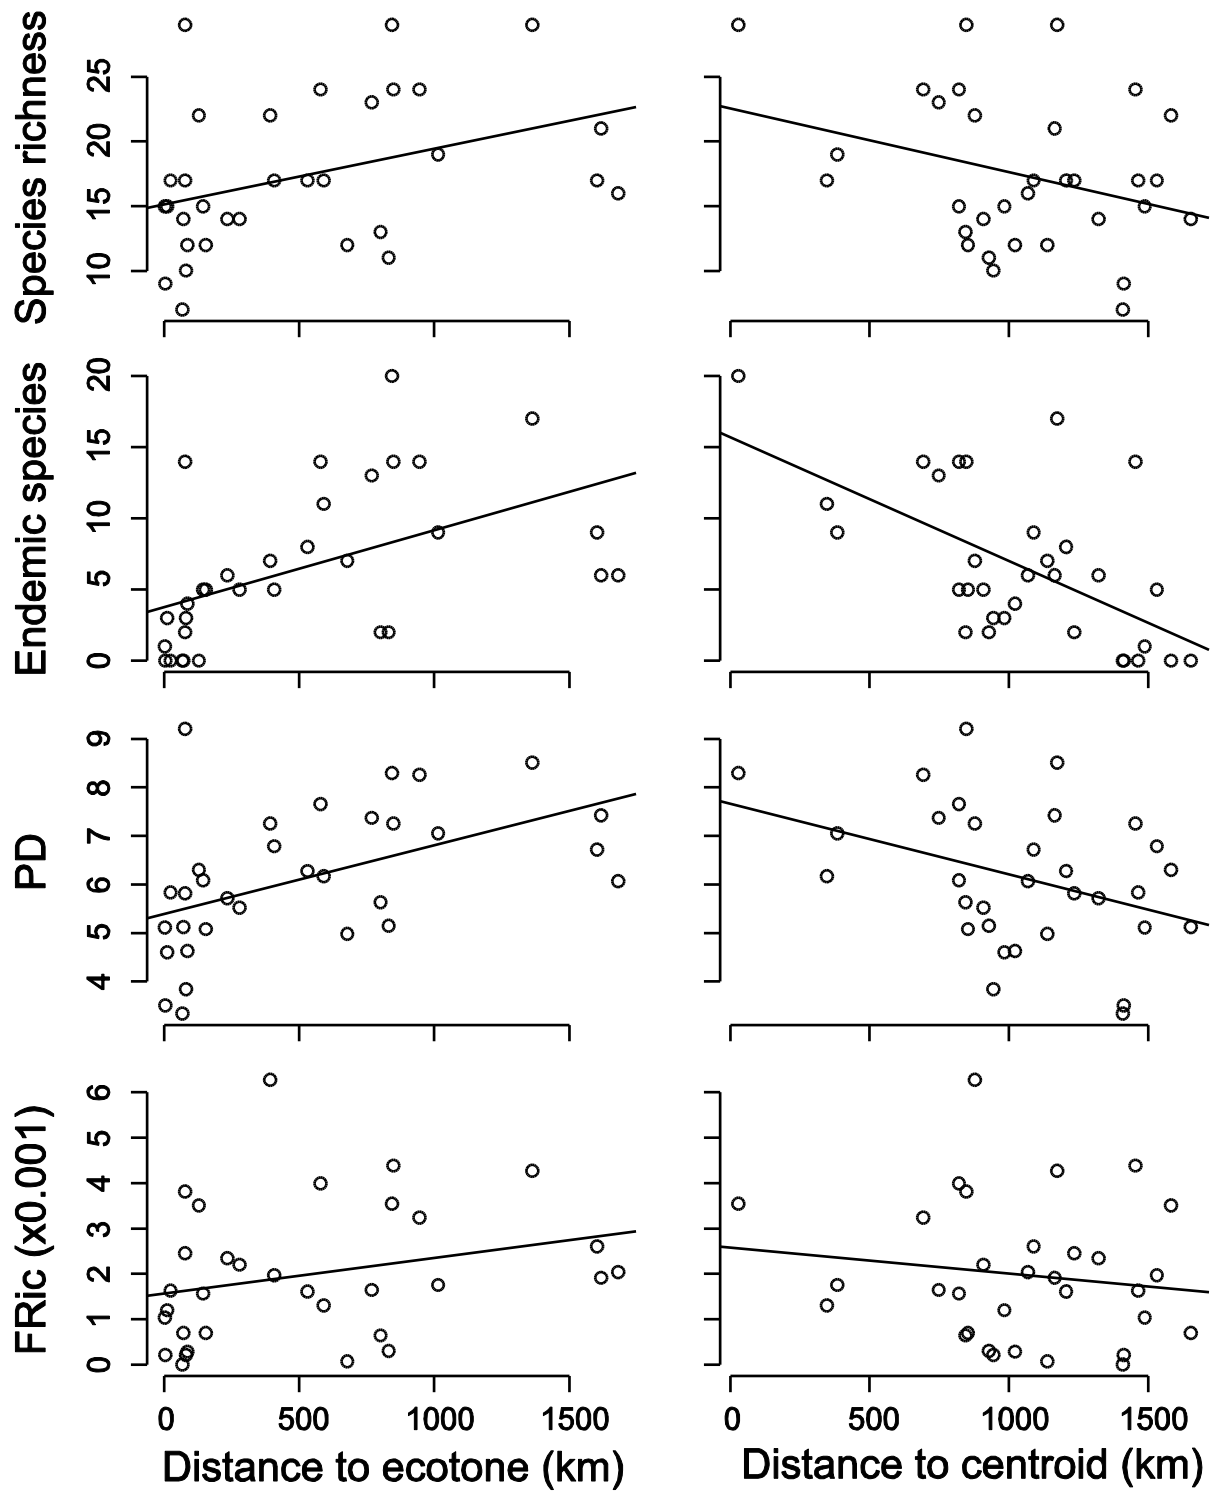 Species richness
25
20
15
10
Endemic species
20
15
10
5
0
PD
9
8
7
6
5
4
FRic (x0.001)
6
5
4
3
2
1
0
0 500 1000 1500
0 500 1000 1500
Distance to ecotone (km)
Distance to centroid (km)